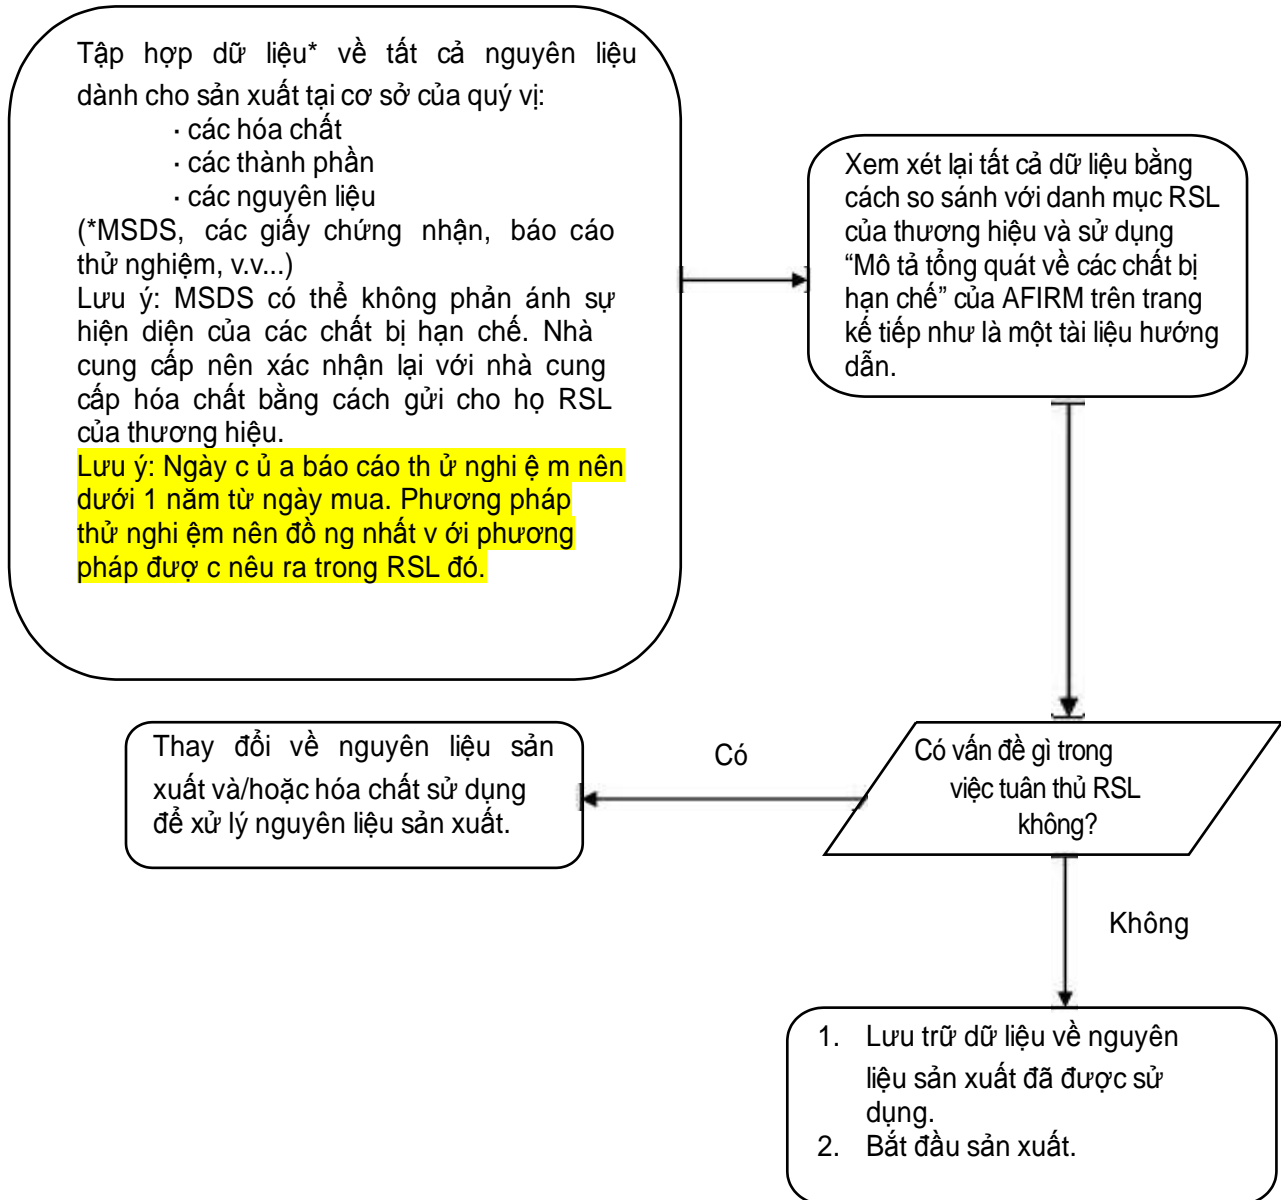 Tập hợp dữ liệu* về tất cả nguyên liệu
dành cho sản xuất tại cơ sở của quý vị:
· các hóa chất
· các thành phần
· các nguyên liệu
(*MSDS, các giấy chứng nhận, báo cáo
thử nghiệm, v.v...)
Lưu ý: MSDS có thể không phản ánh sự
hiện diện của các chất bị hạn chế. Nhà
cung cấp nên xác nhận lại với nhà cung
cấp hóa chất bằng cách gửi cho họ RSL
của thương hiệu.
Lưu ý: Ngày c ủ a báo cáo th ử nghi ệ m nên
dưới 1 năm từ ngày mua. Phương pháp
thử nghi ệm nên đồ ng nhất v ới phương
pháp đượ c nêu ra trong RSL đó.
Xem xét lại tất cả dữ liệu bằng
cách so sánh với danh mục RSL
của thương hiệu và sử dụng
“Mô tả tổng quát về các chất bị
hạn chế” của AFIRM trên trang
kế tiếp như là một tài liệu hướng
dẫn.
Có vấn đề gì trong
việc tuân thủ RSL
không?
Có
Thay đổi về nguyên liệu sản
xuất và/hoặc hóa chất sử dụng
để xử lý nguyên liệu sản xuất.
Không
1. Lưu trữ dữ liệu về nguyên
liệu sản xuất đã được sử
dụng.
2. Bắt đầu sản xuất.